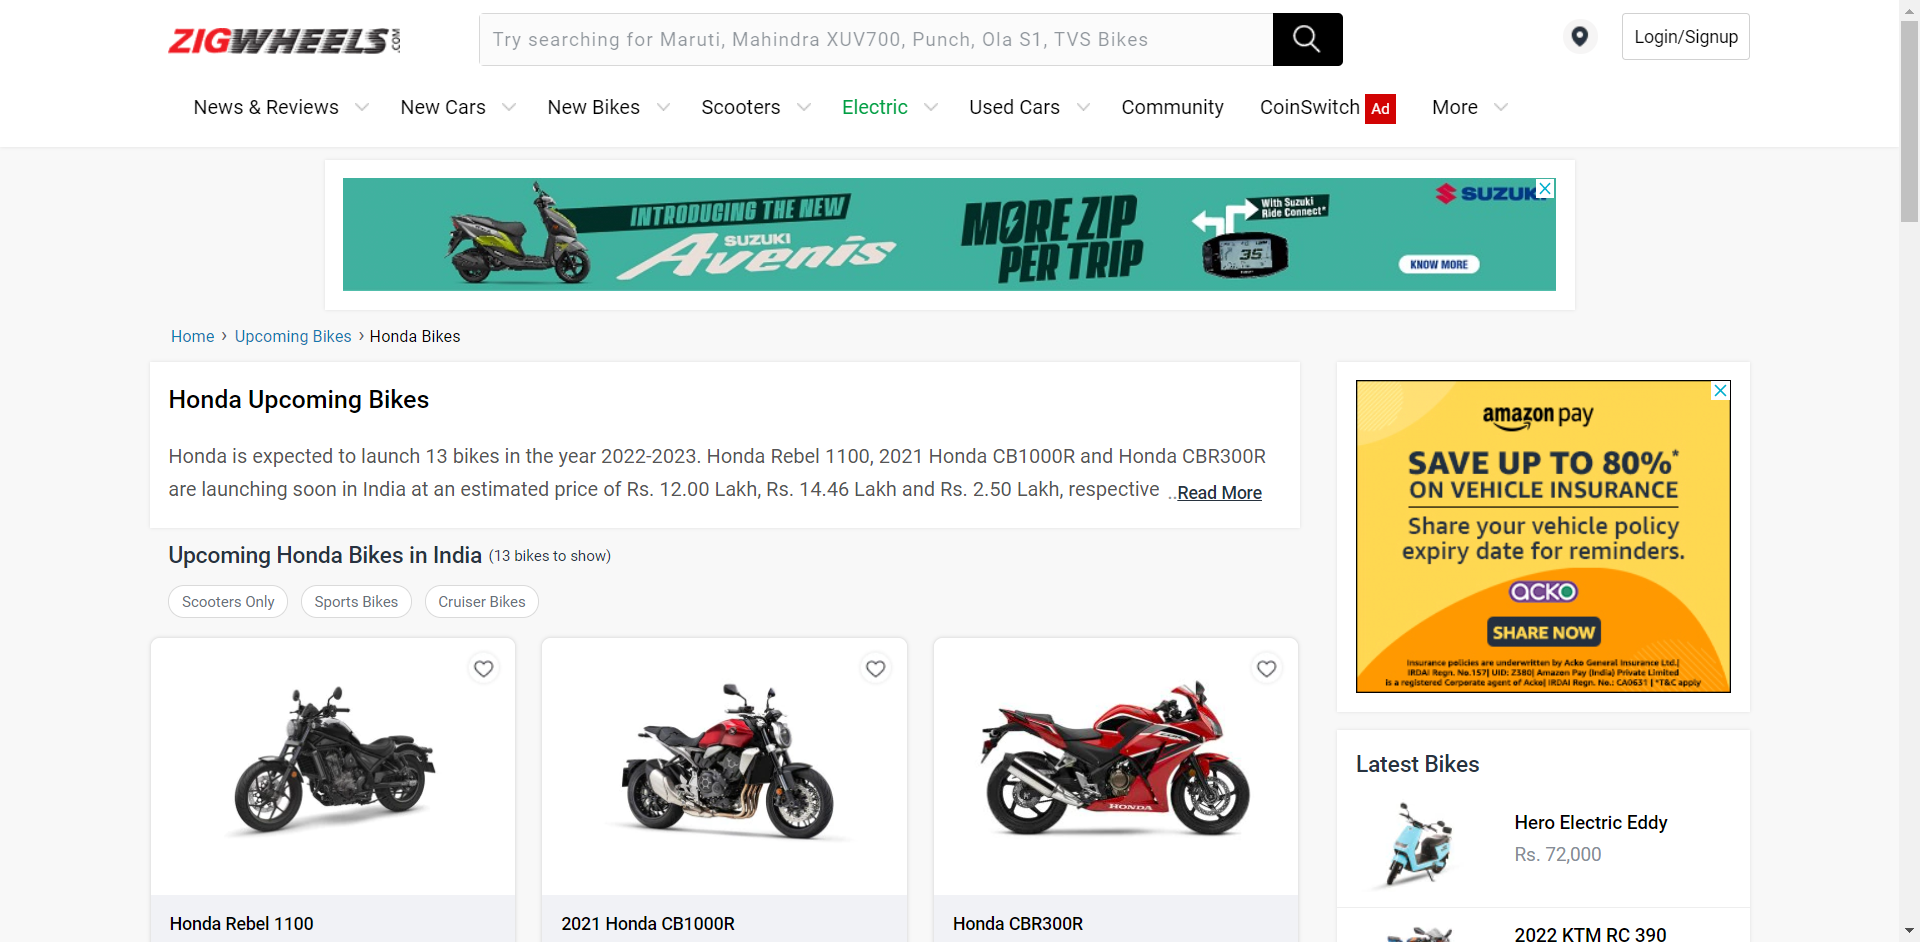 ZIGWHEELS.COM
Try searching for Maruti, Mahindra XUV700, Punch, Ola S1, TVS Bikes
Login/Signup
News & Reviews
New Cars
New Bikes
Scooters
Electric
Used Cars
Community
CoinSwitch Ad
More
INTRODUCING THE NEW
SUZUKI
Avenis
MORE ZIP
PER TRIP
With Suzuki
Ride Connect*
35
SUZUKI
KNOW MORE
Home › Upcoming Bikes › Honda Bikes
Honda Upcoming Bikes
Honda is expected to launch 13 bikes in the year 2022-2023. Honda Rebel 1100, 2021 Honda CB1000R and Honda CBR300R
are launching soon in India at an estimated price of Rs. 12.00 Lakh, Rs. 14.46 Lakh and Rs. 2.50 Lakh, respective ..Read More
Upcoming Honda Bikes in India (13 bikes to show)
Scooters Only
Sports Bikes
Cruiser Bikes
HONDA
Honda Rebel 1100
2021 Honda CB1000R
Honda CBR300R
amazon pay
SAVE UP TO 80%*
ON VEHICLE INSURANCE
Share your vehicle policy
expiry date for reminders.
acko
SHARE NOW
Insurance policies are underwritten by Acko General Insurance Ltd.|
IRDAI Regn. No.157| UID: Z380| Amazon Pay (India) Private Limited
is a registered Corporate agent of Acko| IRDAI Regn. No.: CA0631 | *T&C apply
Latest Bikes
Hero Electric Eddy
Rs. 72,000
2022 KTM RC 390